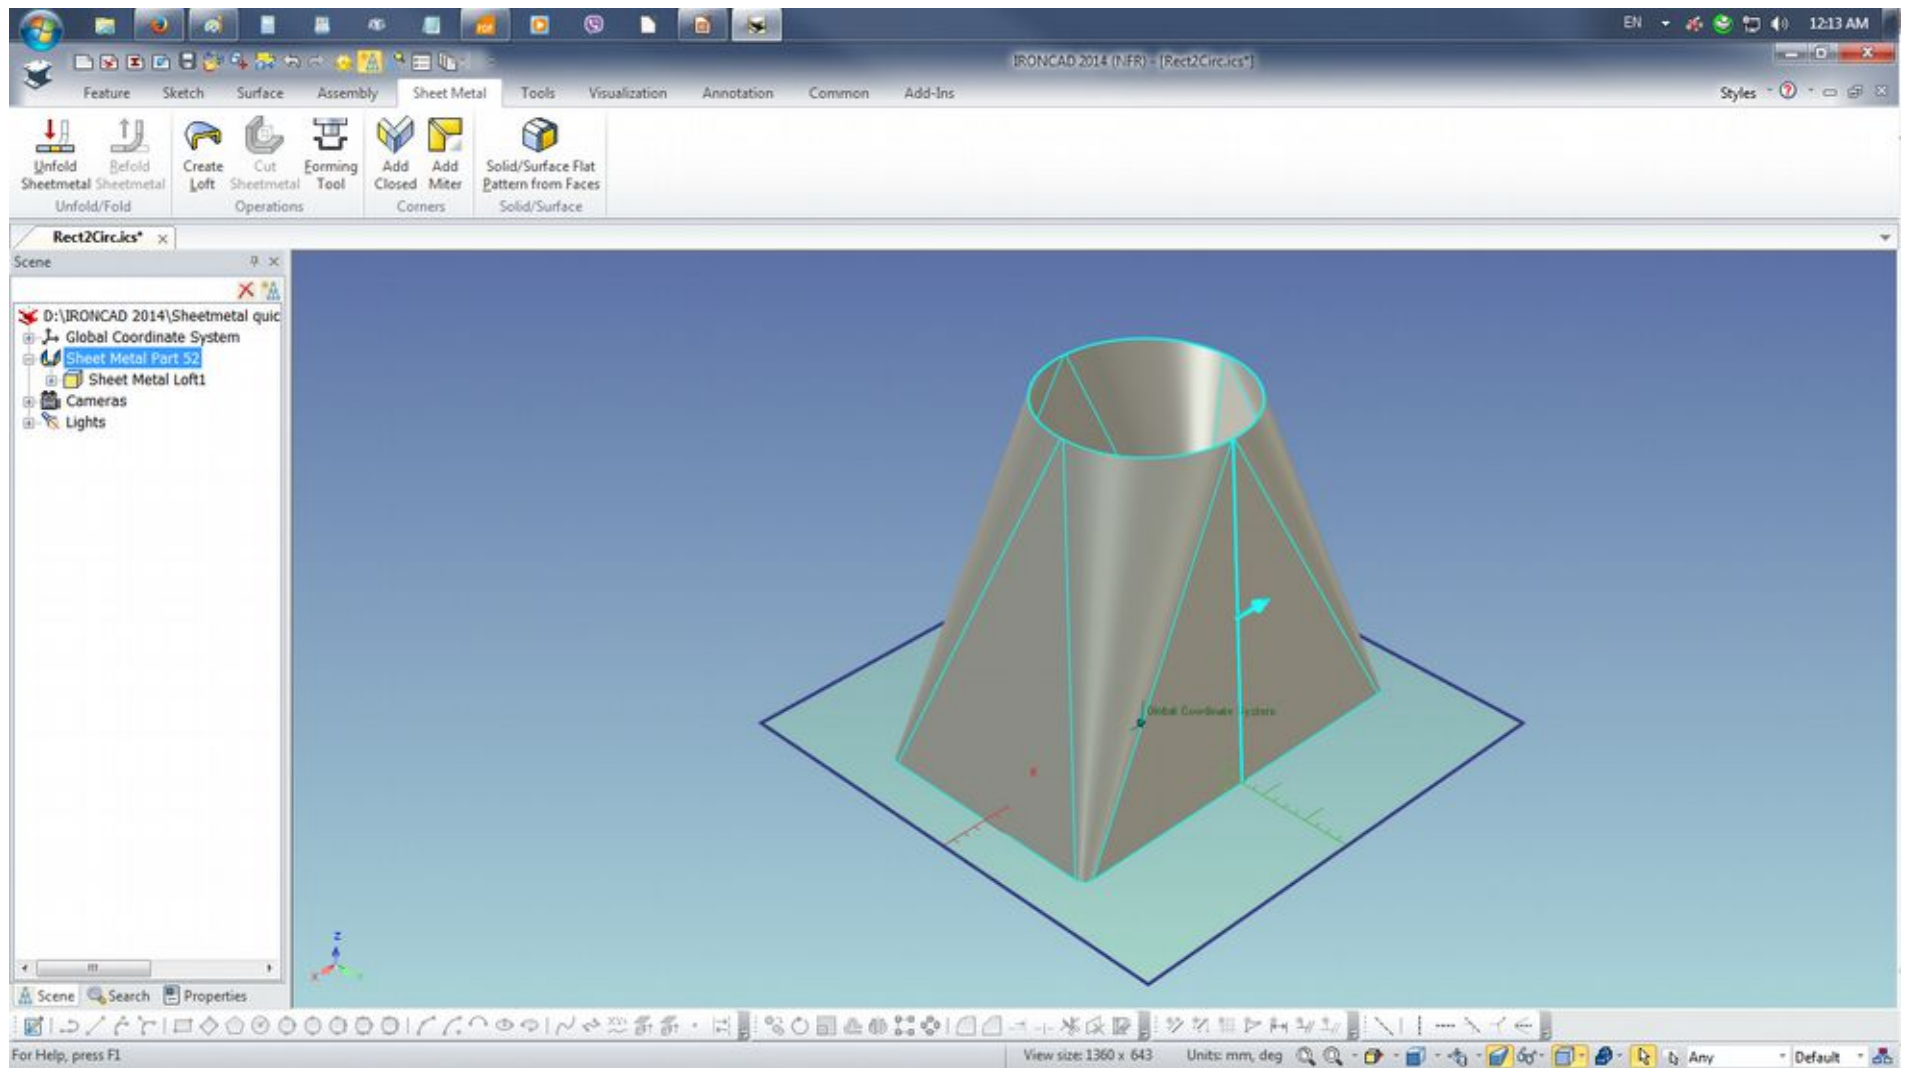 EN
12:13 AM
IRONCAD 2014 (NFR) - [Rect2Circ.ics*]
Feature Sketch Surface Assembly Sheet Metal Tools Visualization Annotation Common Add-Ins
Styles
Unfold Sheetmetal
Refold Sheetmetal
Create Loft
Cut Sheetmetal
Forming Tool
Add Closed
Add Miter
Solid/Surface Flat Pattern from Faces
Unfold/Fold
Operations
Corners
Solid/Surface
Rect2Circ.ics*
Scene
D:\IRONCAD 2014\Sheetmetal quic
Global Coordinate System
Sheet Metal Part 52
Sheet Metal Loft1
Cameras
Lights
Global Coordinate System
Z
Scene Search Properties
For Help, press F1
View size: 1360 x 643
Units: mm, deg
Any
Default